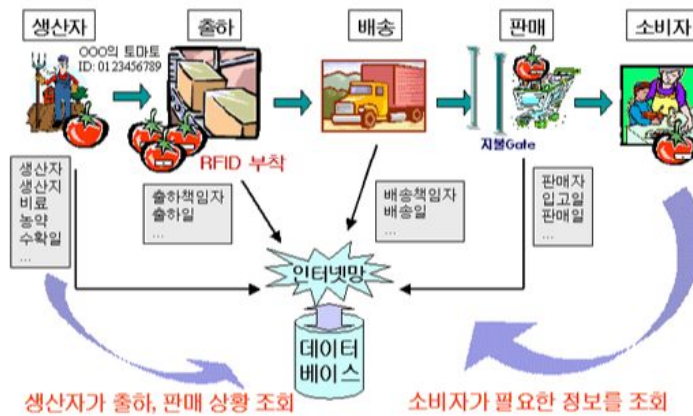 생산자
출하
배송
판매
소비자
OOO의 토마토
ID: 0123456789
RFID 부착
지불Gate
생산자
생산지
비료
농약
수확일
...
출하책임자
출하일
...
배송책임자
배송일
...
판매자
입고일
판매일
...
인터넷망
데이터
베이스
생산자가 출하, 판매 상황 조회
소비자가 필요한 정보를 조회